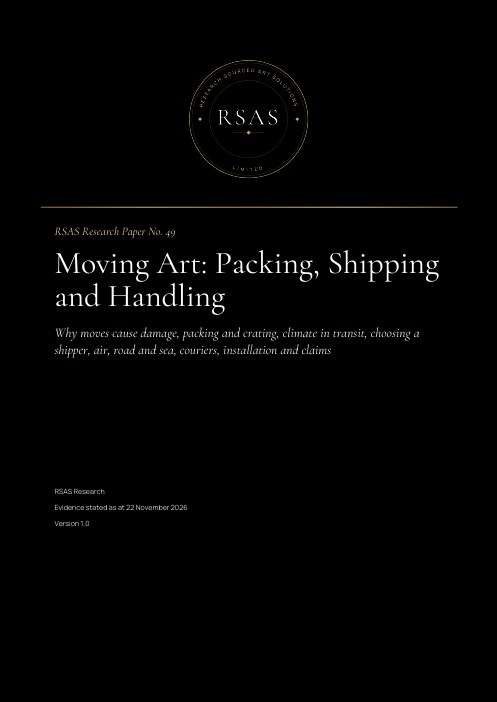 RESEARCH SOURCED ART SOLUTIONS
RSAS
LIMITED
RSAS Research Paper No. 49
Moving Art: Packing, Shipping
and Handling
Why moves cause damage, packing and crating, climate in transit, choosing a
shipper, air, road and sea, couriers, installation and claims
RSAS Research
Evidence stated as at 22 November 2026
Version 1.0